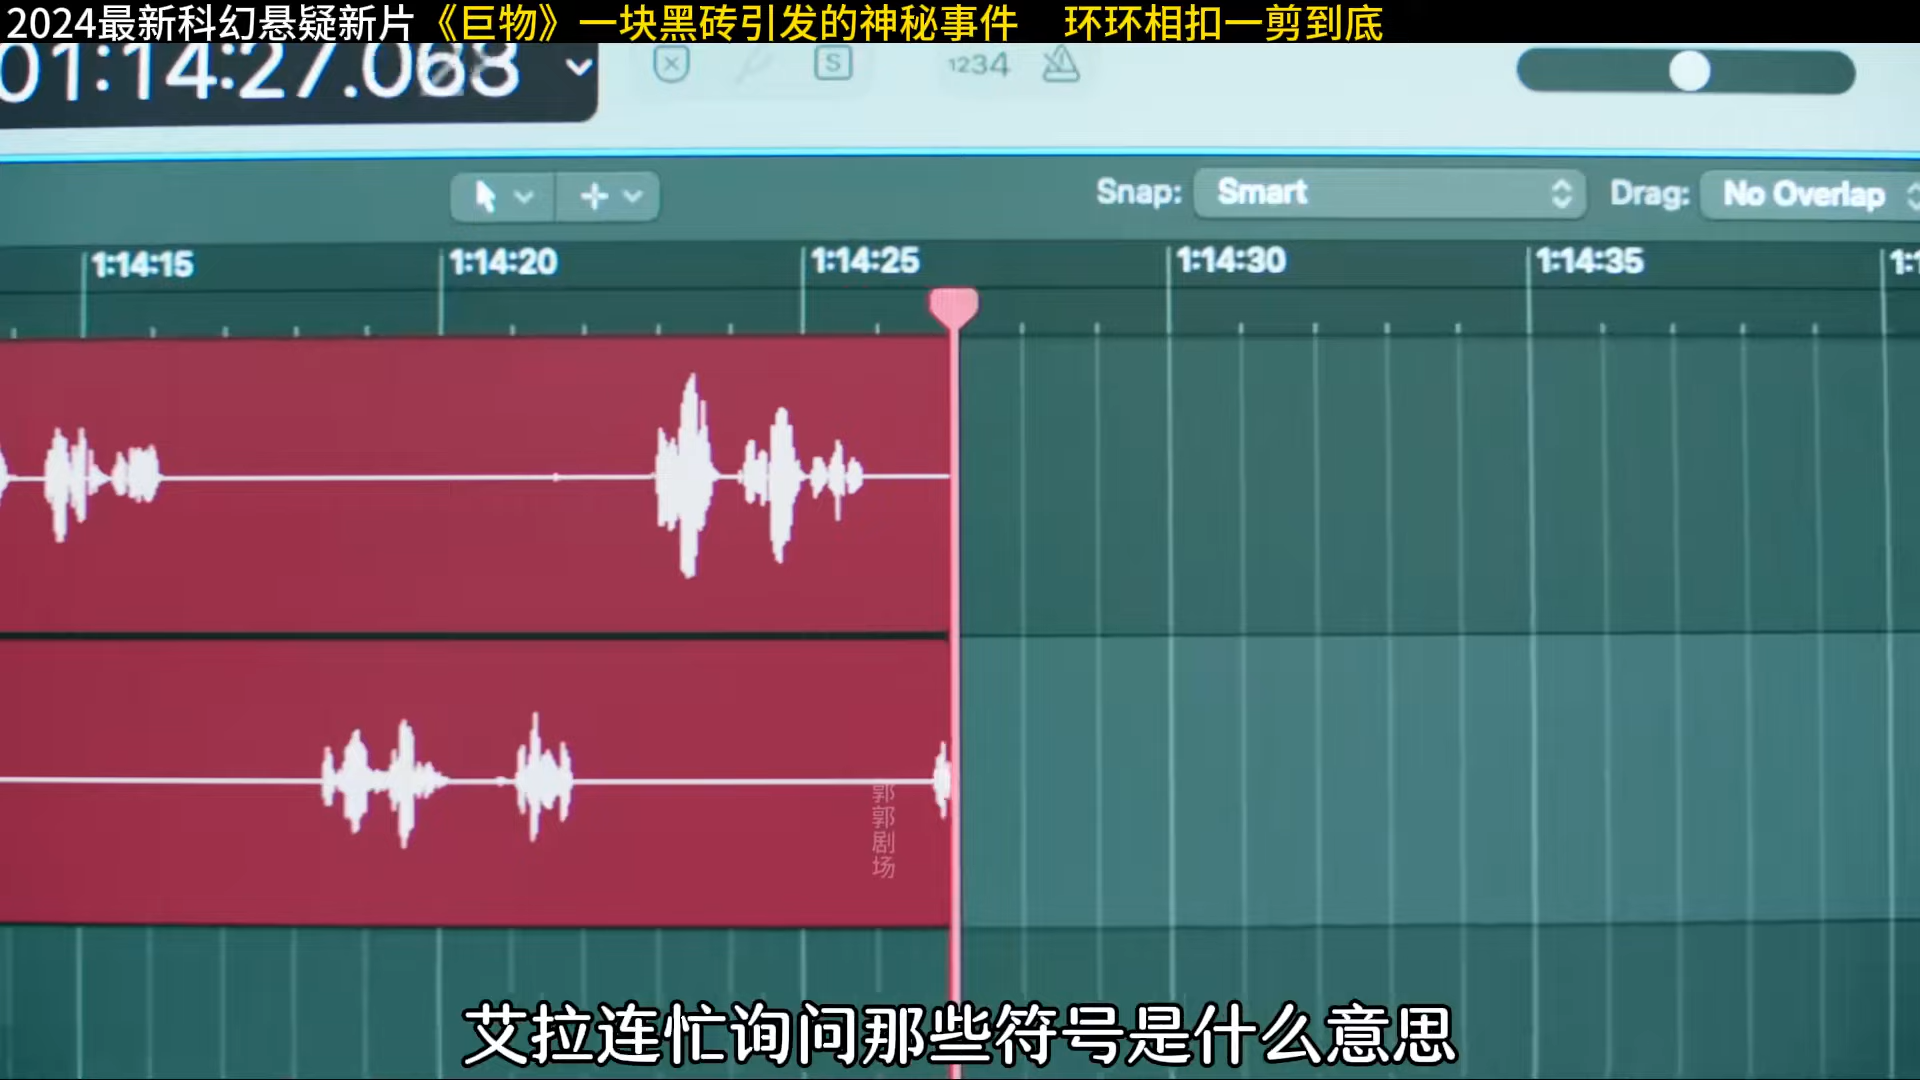 2024最新科幻悬疑新片《巨物》一块黑砖引发的神秘事件 环环相扣一剪到底
01:14:27.068
S
1234
Snap: Smart
Drag: No Overlap
1:14:15
1:14:20
1:14:25
1:14:30
1:14:35
郭郭剧场
艾拉连忙询问那些符号是什么意思